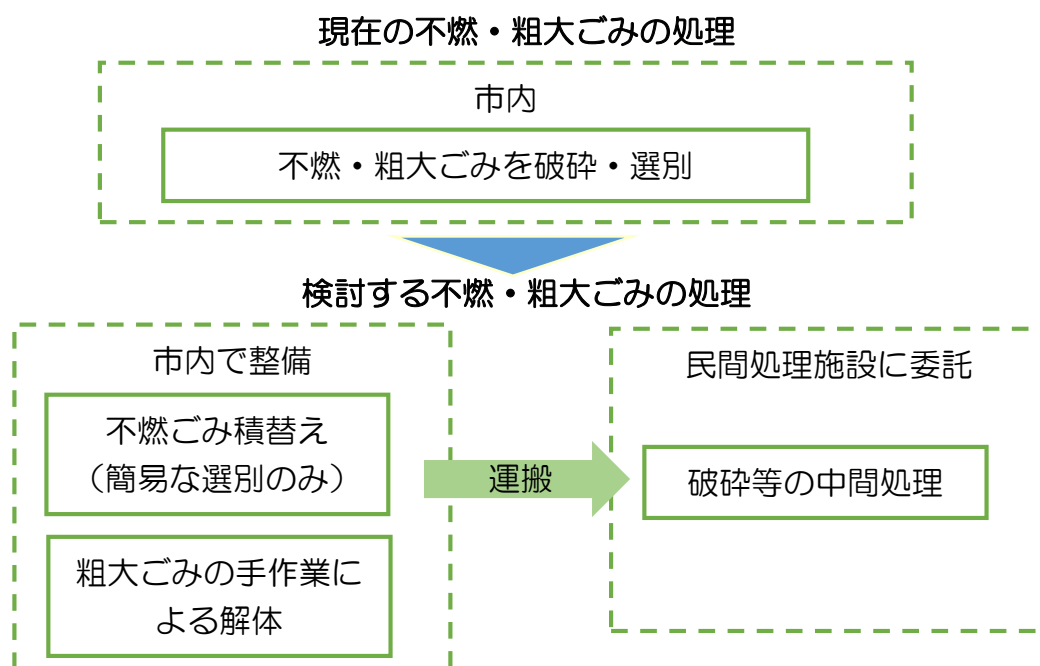 現在の不燃・粗大ごみの処理
市内
不燃・粗大ごみを破砕・選別
検討する不燃・粗大ごみの処理
市内で整備
不燃ごみ積替え
（簡易な選別のみ）
粗大ごみの手作業に
よる解体
運搬
民間処理施設に委託
破砕等の中間処理